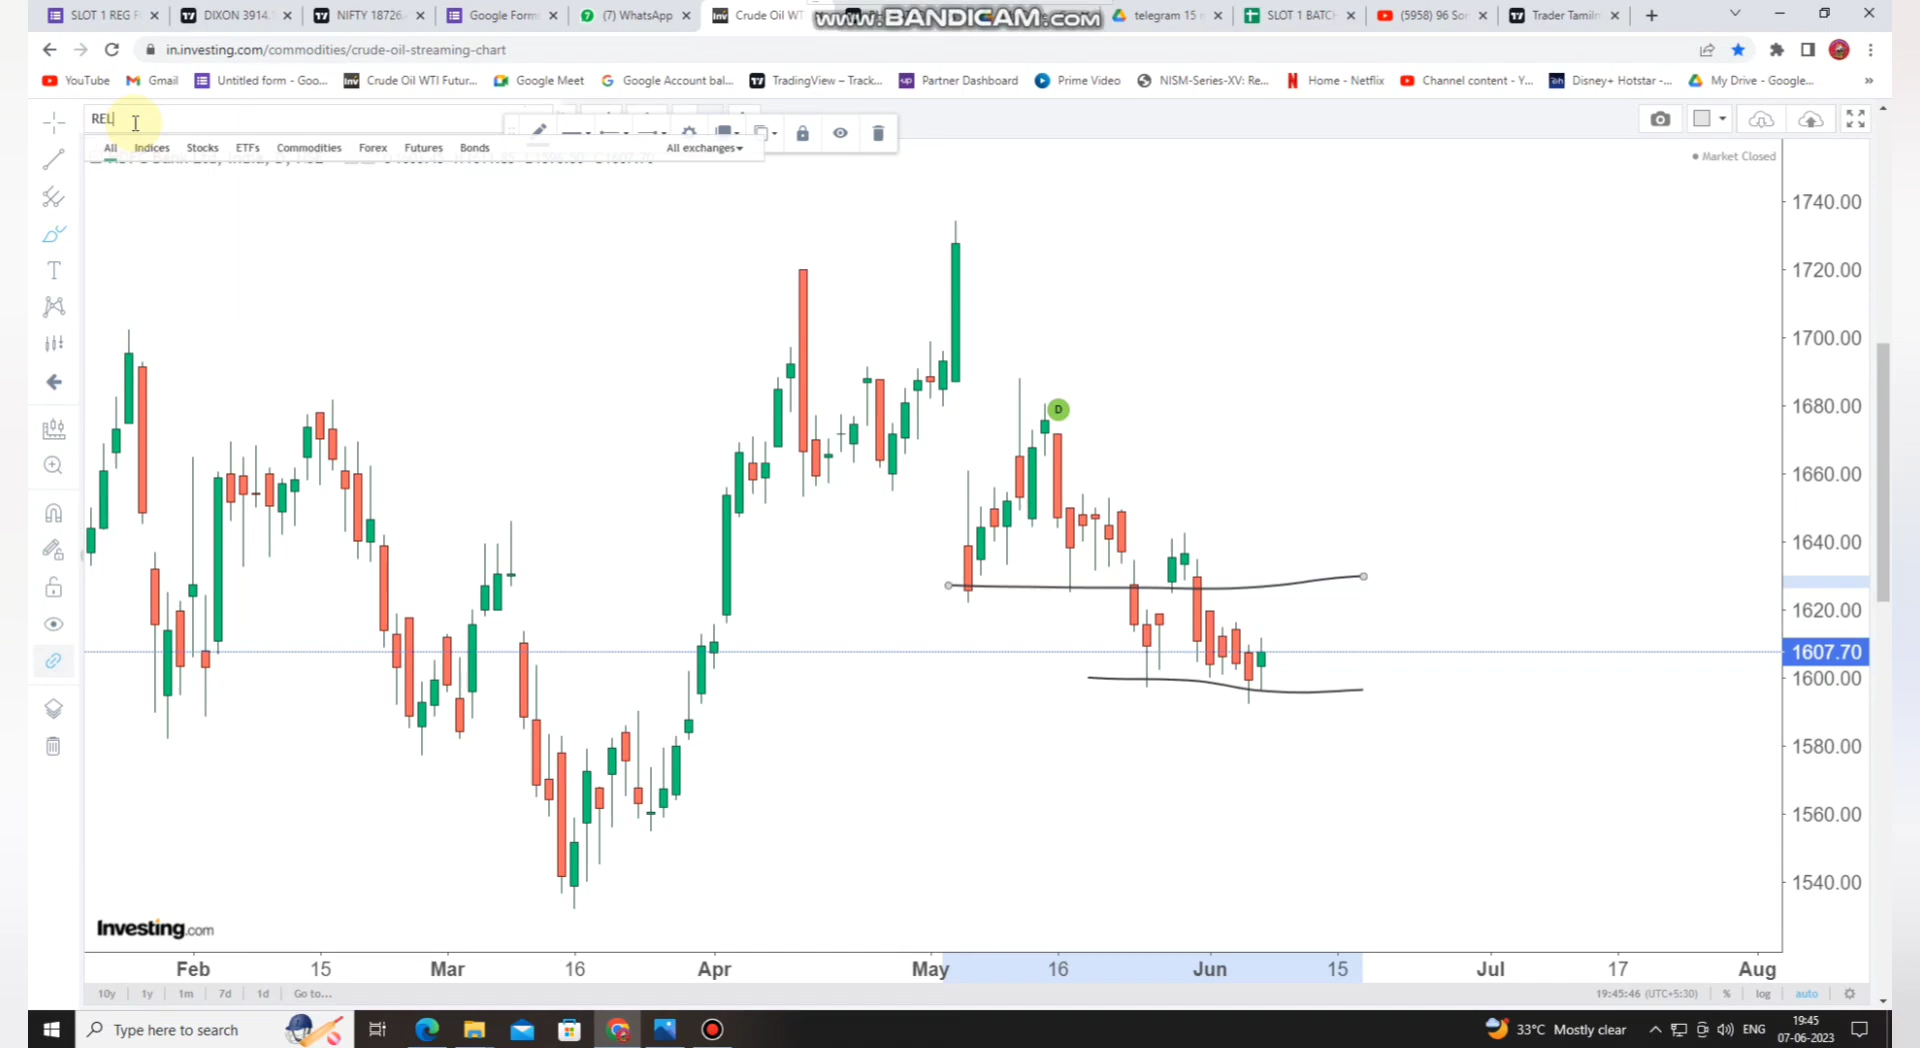 SLOT 1 REG F
DIXON 3914.
NIFTY 18726.
Google Form
(7) WhatsApp
Crude Oil WT
www.BANDICAM.com
telegram 15
SLOT 1 BATC
(5958) 96 So
Trader Tamil
in.investing.com/commodities/crude-oil-streaming-chart
YouTube
Gmail
Untitled form - Goo...
Crude Oil WTI Futur...
Google Meet
Google Account bal...
TradingView – Track...
Partner Dashboard
Prime Video
NISM-Series-XV: Re...
Home - Netflix
Channel content - Y...
Disney+ Hotstar -...
My Drive - Google...
»
REL
All Indices Stocks ETFs Commodities Forex Futures Bonds All exchanges
Market Closed
1740.00
1720.00
1700.00
1680.00
D
1660.00
1640.00
1620.00
1607.70
1600.00
1580.00
1560.00
1540.00
Investing.com
Feb 15 Mar 16 Apr May 16 Jun 15 Jul 17 Aug
10y 1y 1m 7d 1d Go to...
19:45:46 (UTC+5:30) % log auto
Type here to search
33°C Mostly clear
ENG
19:45
07-06-2023